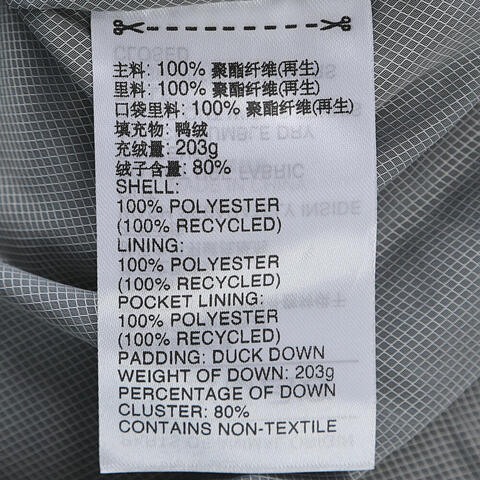 主料: 100% 聚酯纤维(再生)
里料: 100% 聚酯纤维(再生)
口袋里料: 100% 聚酯纤维(再生)
填充物: 鸭绒
充绒量: 203g
绒子含量: 80%
SHELL:
100% POLYESTER
(100% RECYCLED)
LINING:
100% POLYESTER
(100% RECYCLED)
POCKET LINING:
100% POLYESTER
(100% RECYCLED)
PADDING: DUCK DOWN
WEIGHT OF DOWN: 203g
PERCENTAGE OF DOWN
CLUSTER: 80%
CONTAINS NON-TEXTILE